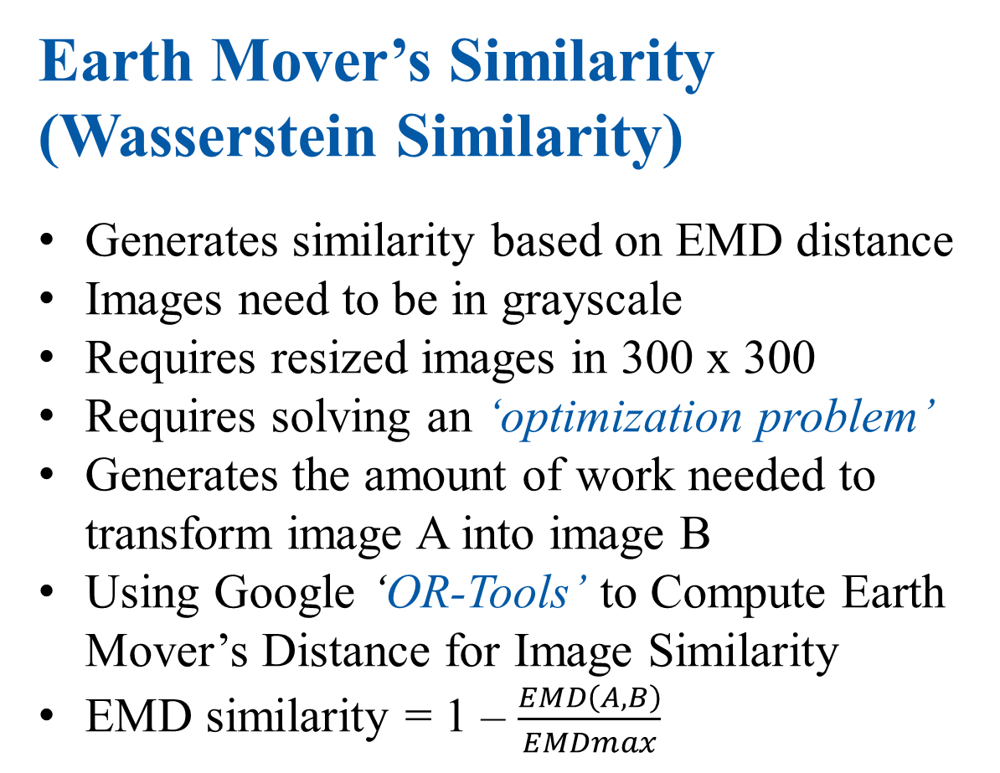 Earth Mover’s Similarity
(Wasserstein Similarity)
• Generates similarity based on EMD distance
• Images need to be in grayscale
• Requires resized images in 300 x 300
• Requires solving an ‘optimization problem’
• Generates the amount of work needed to
transform image A into image B
• Using Google ‘OR-Tools’ to Compute Earth
Mover’s Distance for Image Similarity
• EMD similarity = 1 – EMD(A,B)/EMDmax